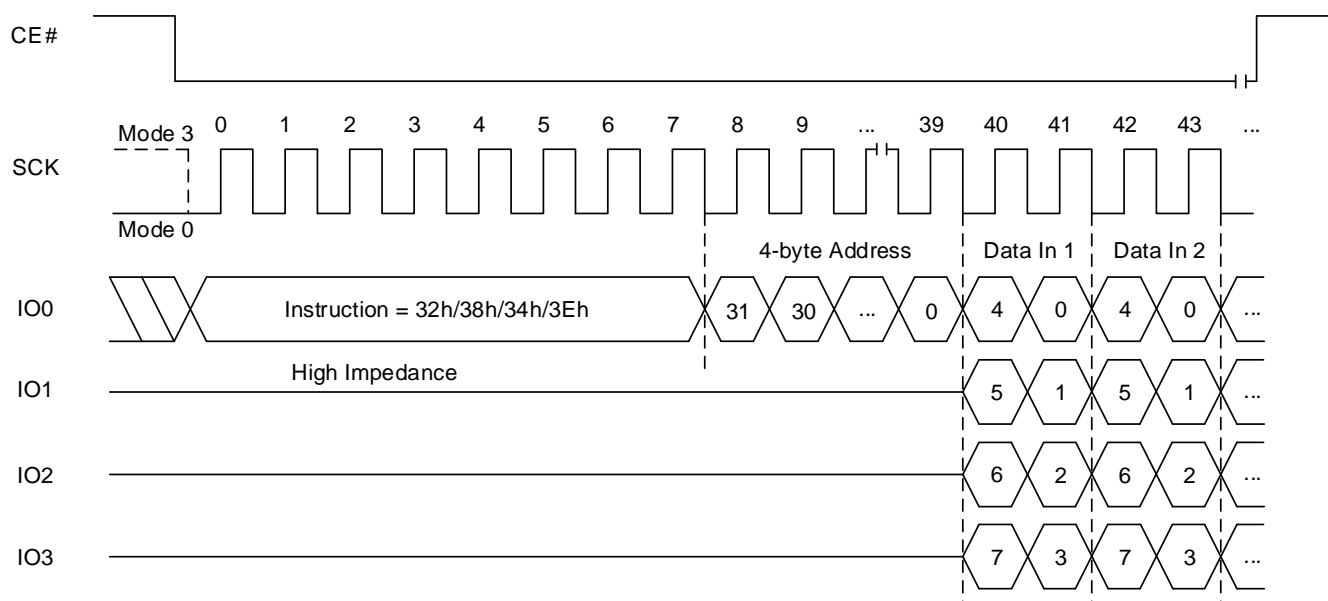 CE#
Mode 3 0 1 2 3 4 5 6 7 8 9 ... 39 40 41 42 43 ...
SCK
Mode 0
4-byte Address Data In 1 Data In 2
IO0 Instruction = 32h/38h/34h/3Eh 31 30 ... 0 4 0 4 0 ...
High Impedance
IO1 5 1 5 1 ...
IO2 6 2 6 2 ...
IO3 7 3 7 3 ...